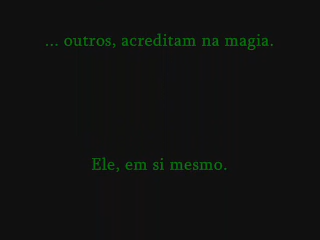 ... outros, acreditam na magia.
Ele, em si mesmo.